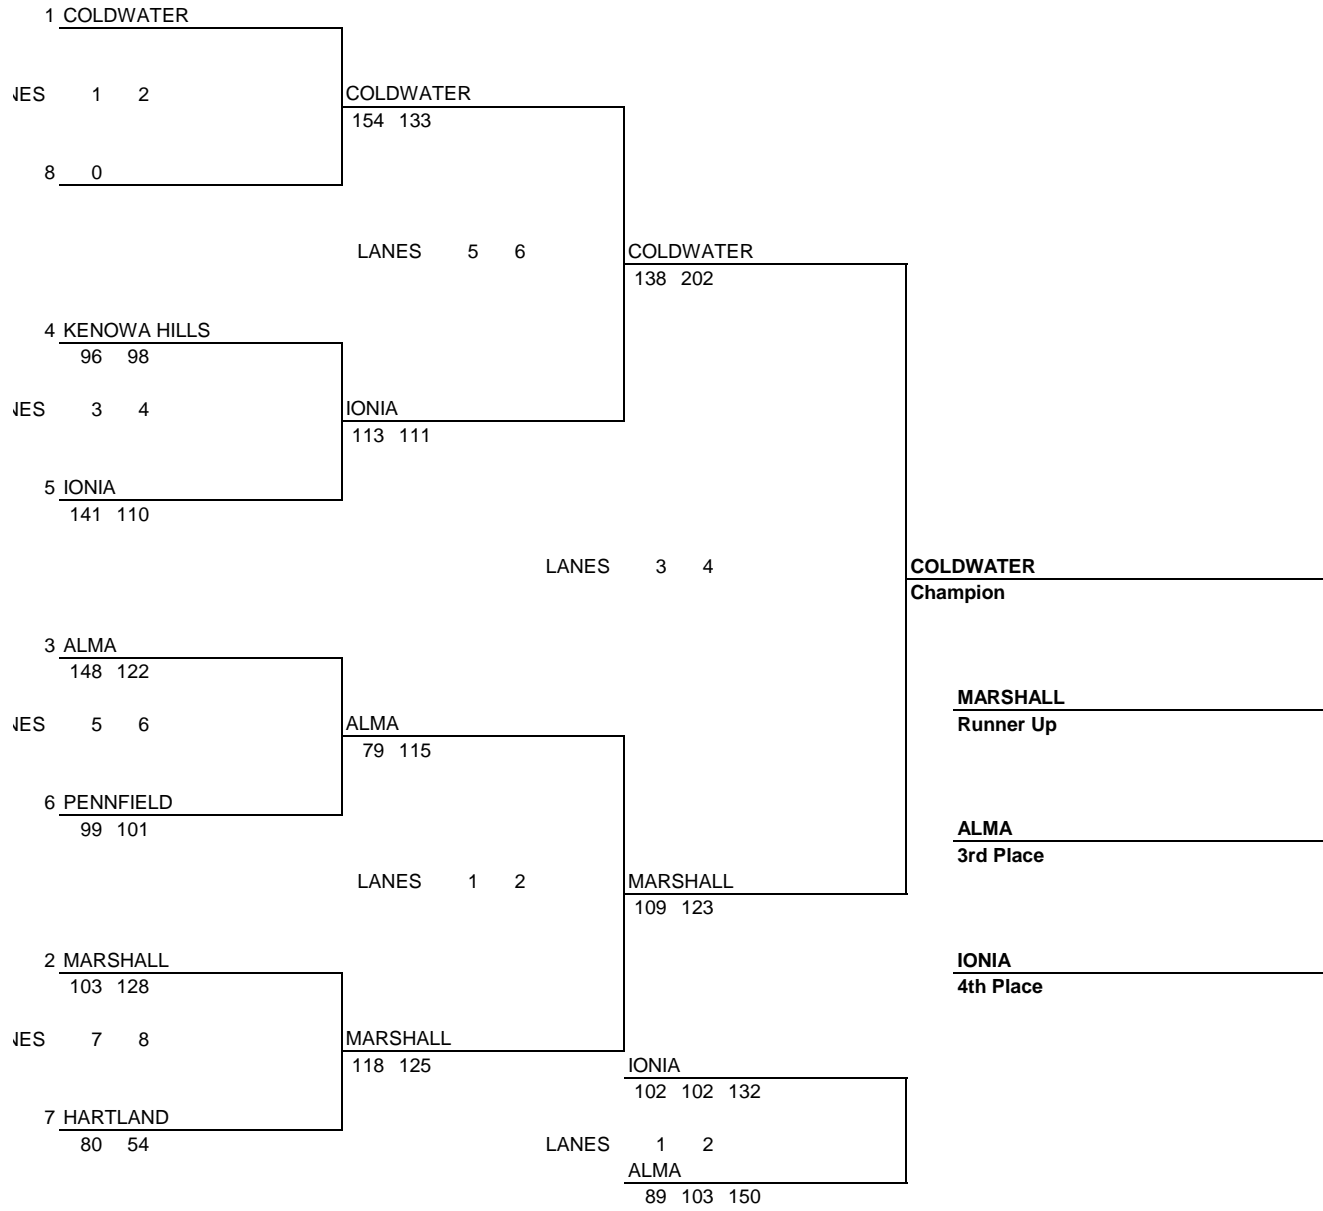 1 COLDWATER
NES 1 2 COLDWATER
154 133
8 0
LANES 5 6 COLDWATER
138 202
4 KENOWA HILLS
96 98
NES 3 4 IONIA
113 111
5 IONIA
141 110
LANES 3 4 COLDWATER
Champion
3 ALMA
148 122
MARSHALL
NES 5 6 ALMA Runner Up
79 115
6 PENNFIELD
99 101 ALMA
3rd Place
LANES 1 2 MARSHALL
109 123
2 MARSHALL IONIA
103 128 4th Place
NES 7 8 MARSHALL
118 125 IONIA
102 102 132
7 HARTLAND
80 54 LANES 1 2
ALMA
89 103 150